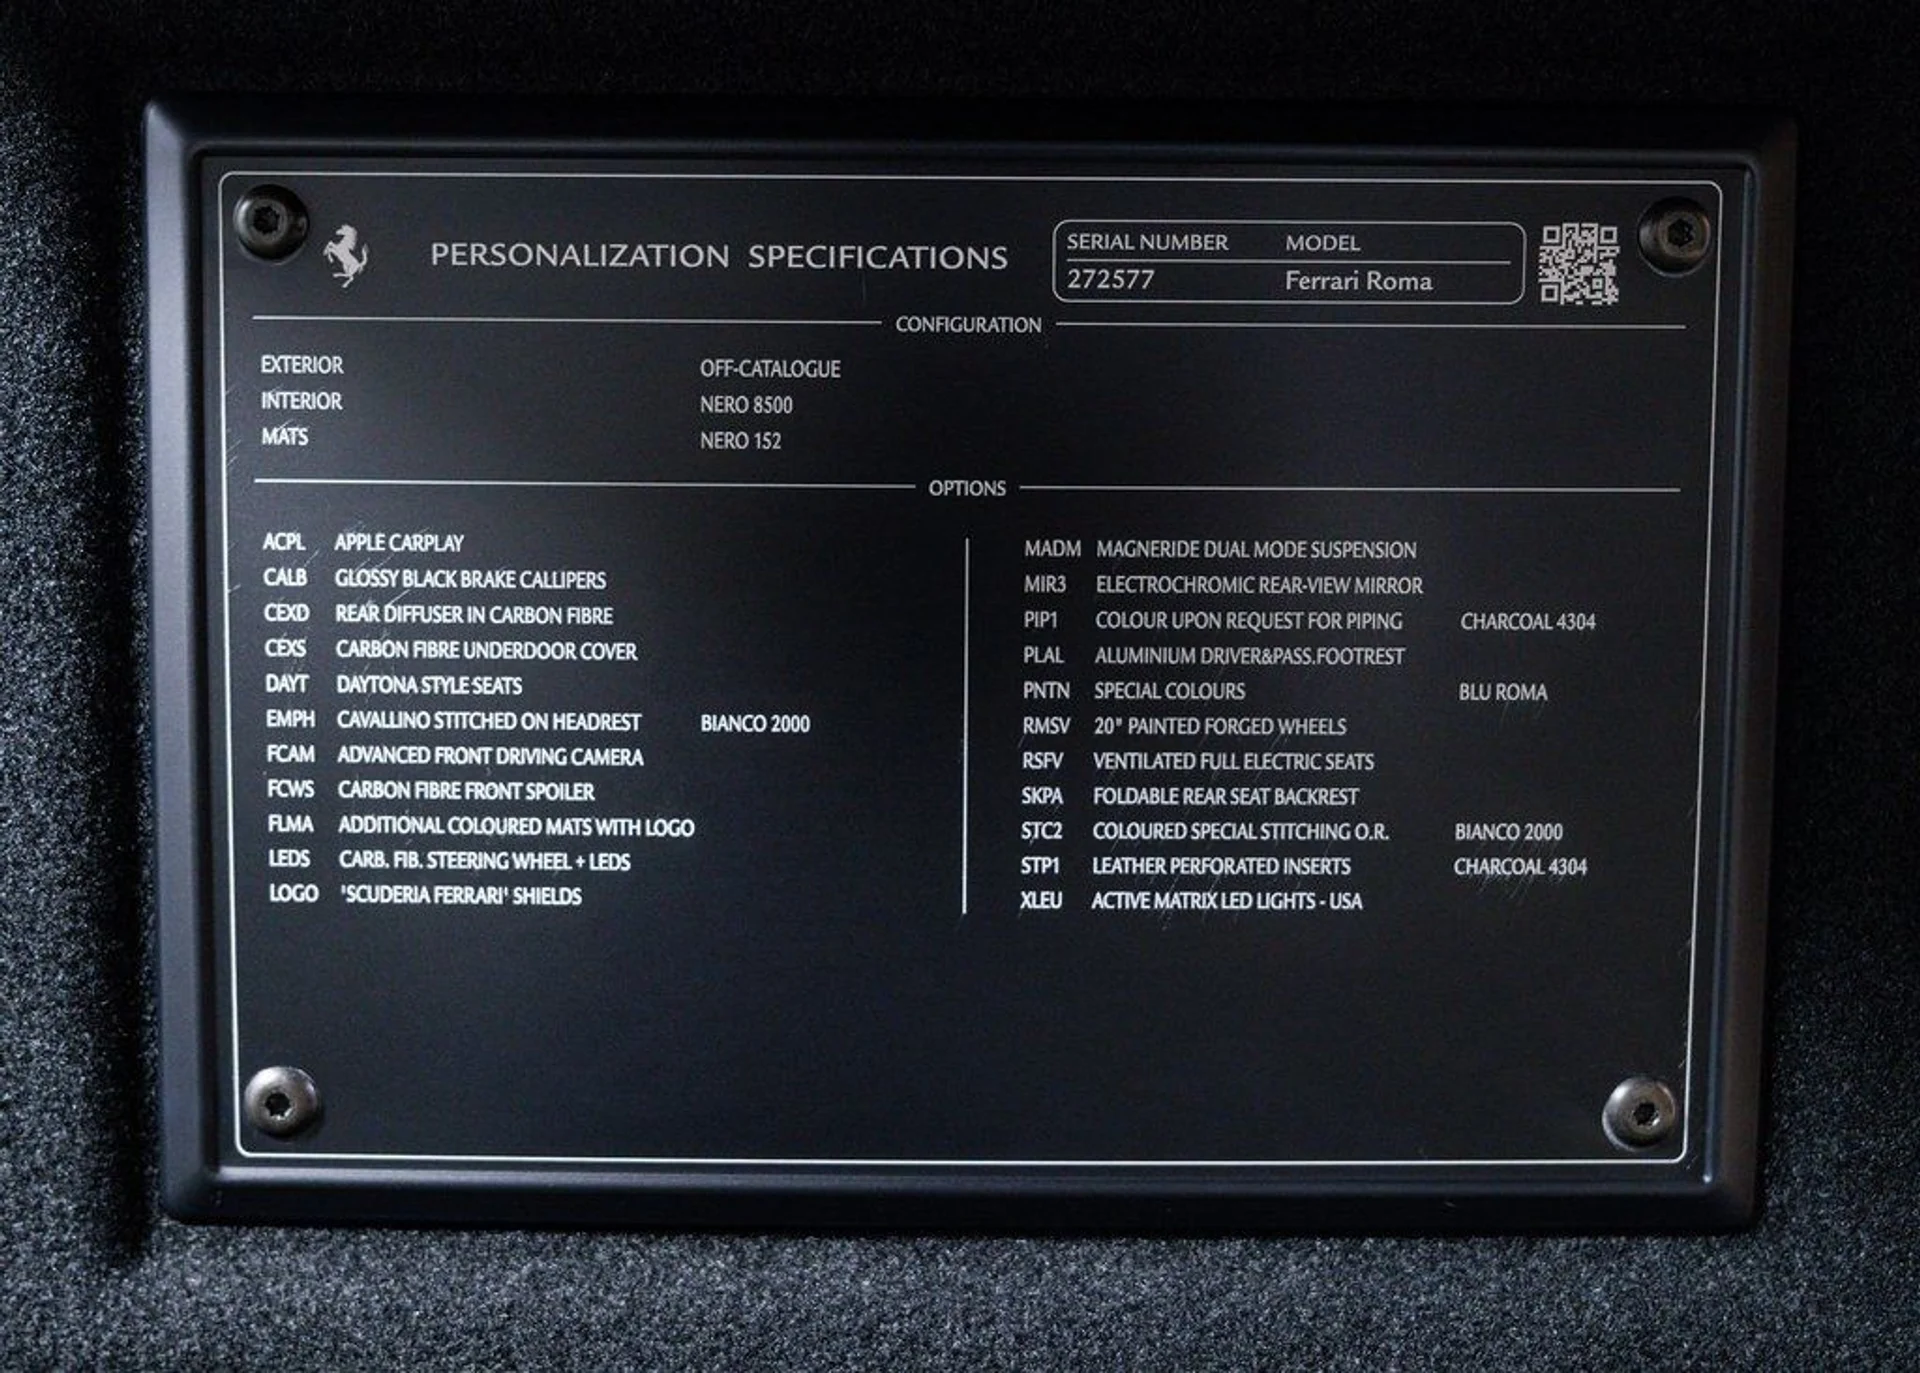 PERSONALIZATION SPECIFICATIONS
SERIAL NUMBER MODEL
272577 Ferrari Roma
CONFIGURATION
EXTERIOR OFF-CATALOGUE
INTERIOR NERO 8500
MATS NERO 152
OPTIONS
ACPL APPLE CARPLAY
CALB GLOSSY BLACK BRAKE CALLIPERS
CEXD REAR DIFFUSER IN CARBON FIBRE
CEXS CARBON FIBRE UNDERDOOR COVER
DAYT DAYTONA STYLE SEATS
EMPH CAVALLINO STITCHED ON HEADREST BIANCO 2000
FCAM ADVANCED FRONT DRIVING CAMERA
FCWS CARBON FIBRE FRONT SPOILER
FLMA ADDITIONAL COLOURED MATS WITH LOGO
LEDS CARB. FIB. STEERING WHEEL + LEDS
LOGO 'SCUDERIA FERRARI' SHIELDS
MADM MAGNERIDE DUAL MODE SUSPENSION
MIR3 ELECTROCHROMIC REAR-VIEW MIRROR
PIP1 COLOUR UPON REQUEST FOR PIPING CHARCOAL 4304
PLAL ALUMINIUM DRIVER&PASS.FOOTREST
PNTN SPECIAL COLOURS BLU ROMA
RMSV 20" PAINTED FORGED WHEELS
RSFV VENTILATED FULL ELECTRIC SEATS
SKPA FOLDABLE REAR SEAT BACKREST
STC2 COLOURED SPECIAL STITCHING O.R. BIANCO 2000
STP1 LEATHER PERFORATED INSERTS CHARCOAL 4304
XLEU ACTIVE MATRIX LED LIGHTS - USA